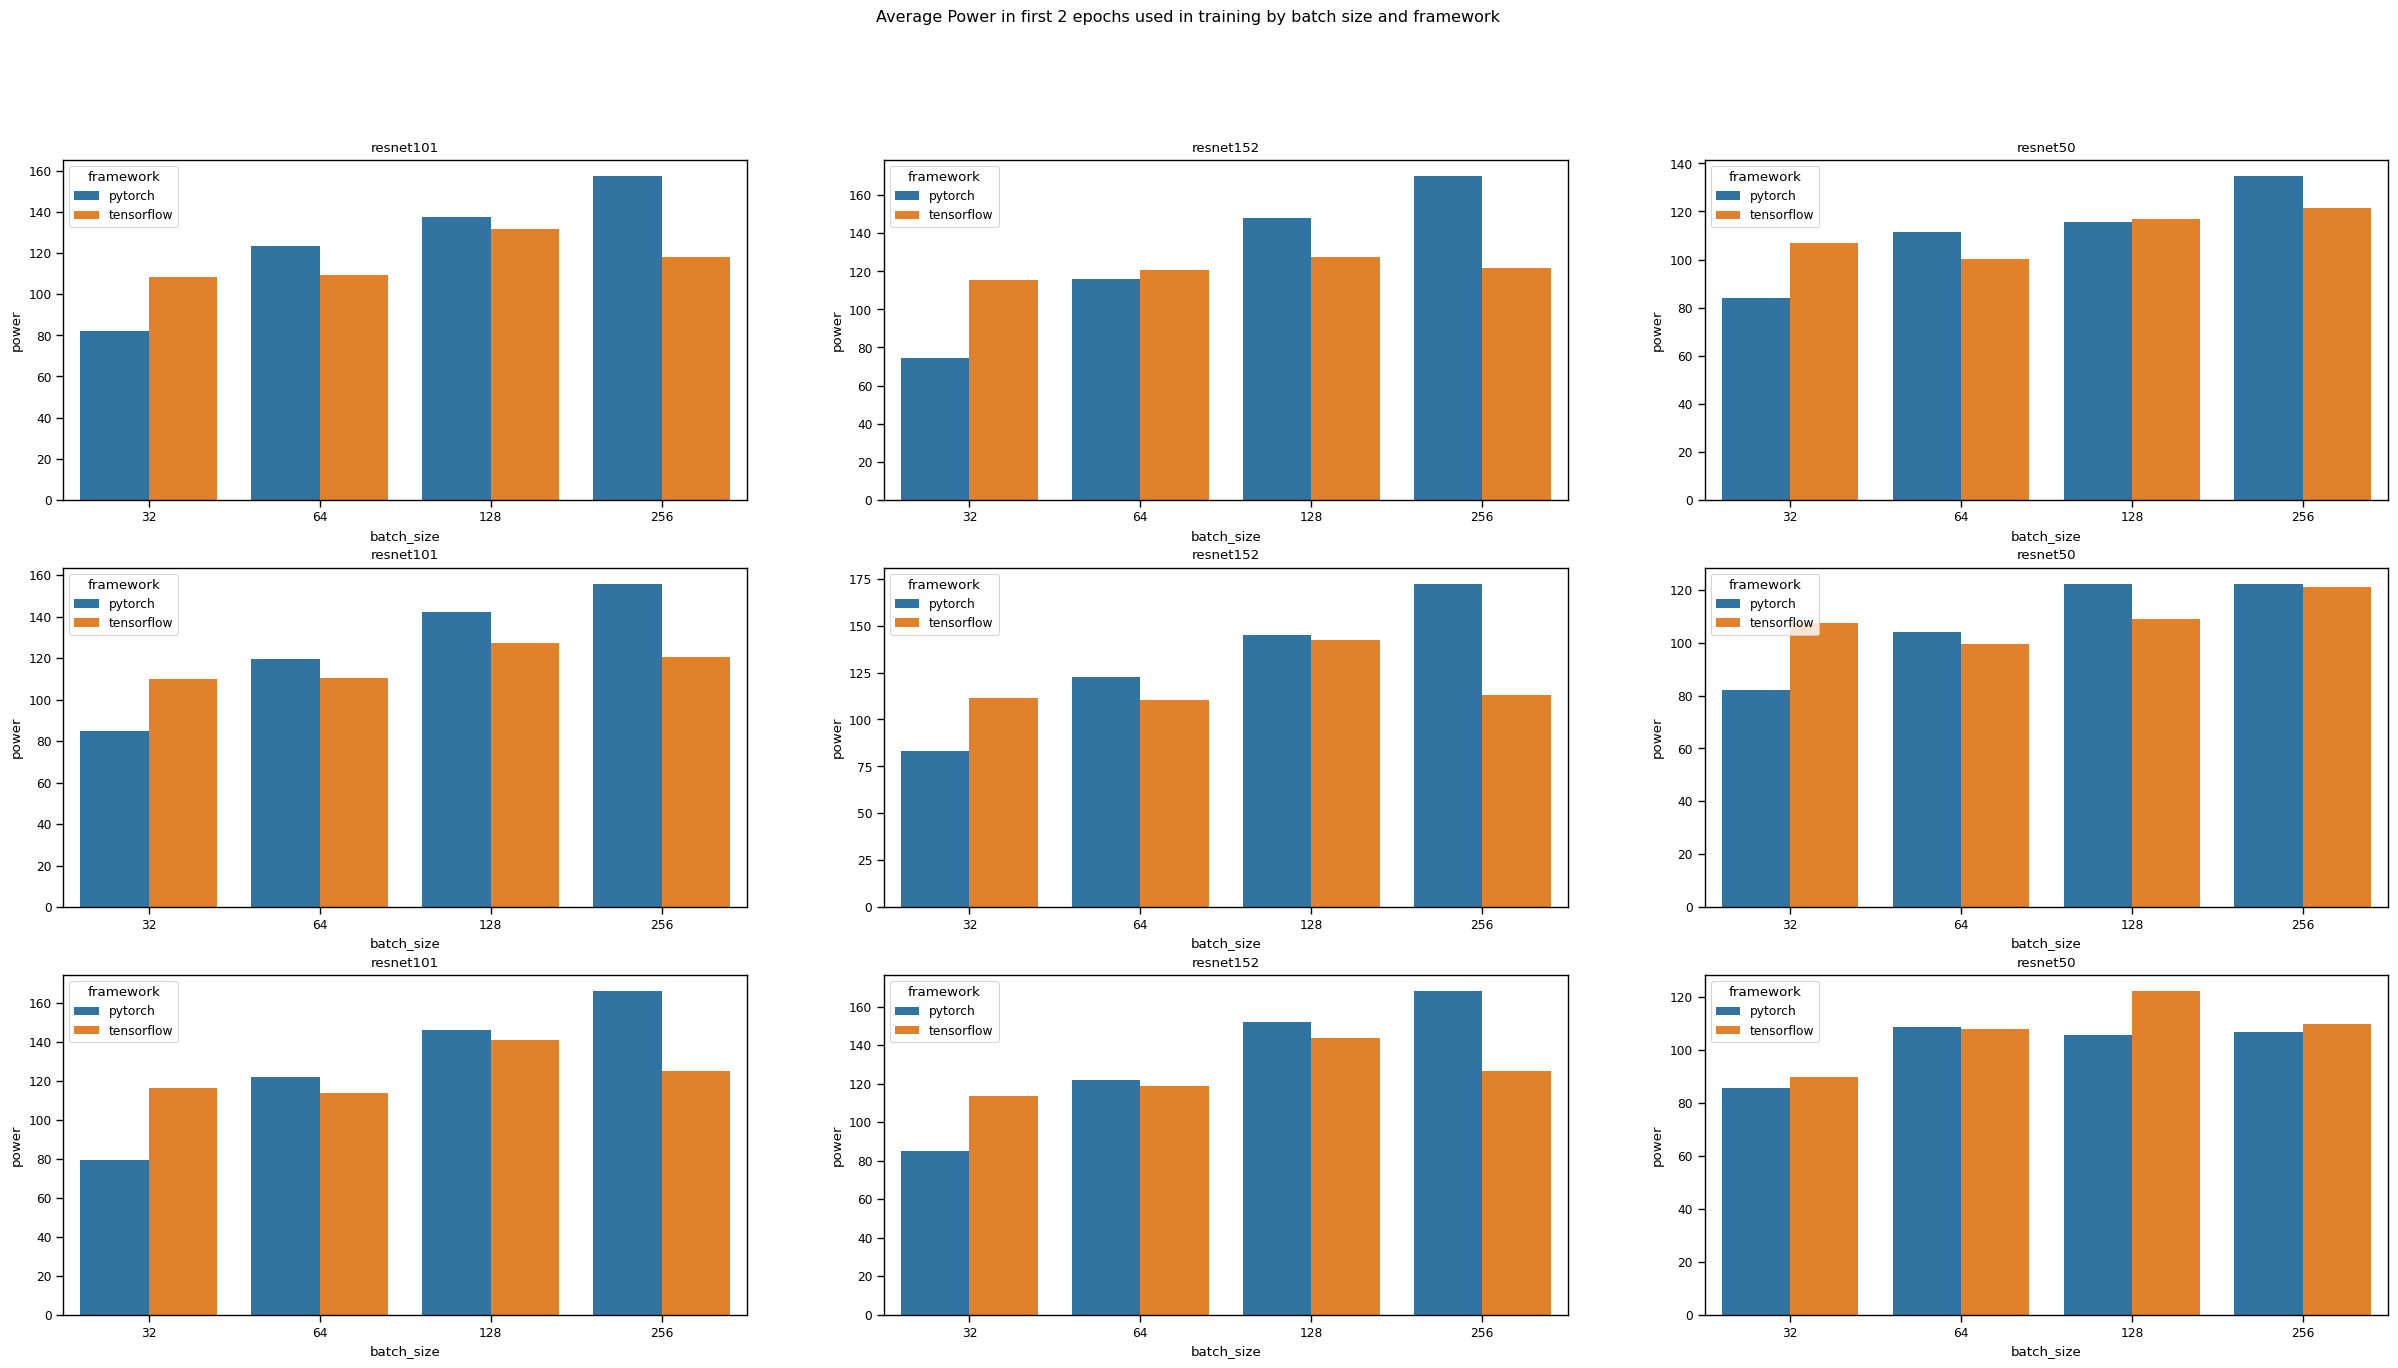 Average Power in first 2 epochs used in training by batch size and framework
resnet101
framework
pytorch
tensorflow
power
160
140
120
100
80
60
40
20
0
32 64 128 256
batch_size
resnet152
framework
pytorch
tensorflow
power
160
140
120
100
80
60
40
20
0
32 64 128 256
batch_size
resnet50
framework
pytorch
tensorflow
power
140
120
100
80
60
40
20
0
32 64 128 256
batch_size
resnet101
framework
pytorch
tensorflow
power
160
140
120
100
80
60
40
20
0
32 64 128 256
batch_size
resnet152
framework
pytorch
tensorflow
power
175
150
125
100
75
50
25
0
32 64 128 256
batch_size
resnet50
framework
pytorch
tensorflow
power
120
100
80
60
40
20
0
32 64 128 256
batch_size
resnet101
framework
pytorch
tensorflow
power
160
140
120
100
80
60
40
20
0
32 64 128 256
batch_size
resnet152
framework
pytorch
tensorflow
power
160
140
120
100
80
60
40
20
0
32 64 128 256
batch_size
resnet50
framework
pytorch
tensorflow
power
120
100
80
60
40
20
0
32 64 128 256
batch_size